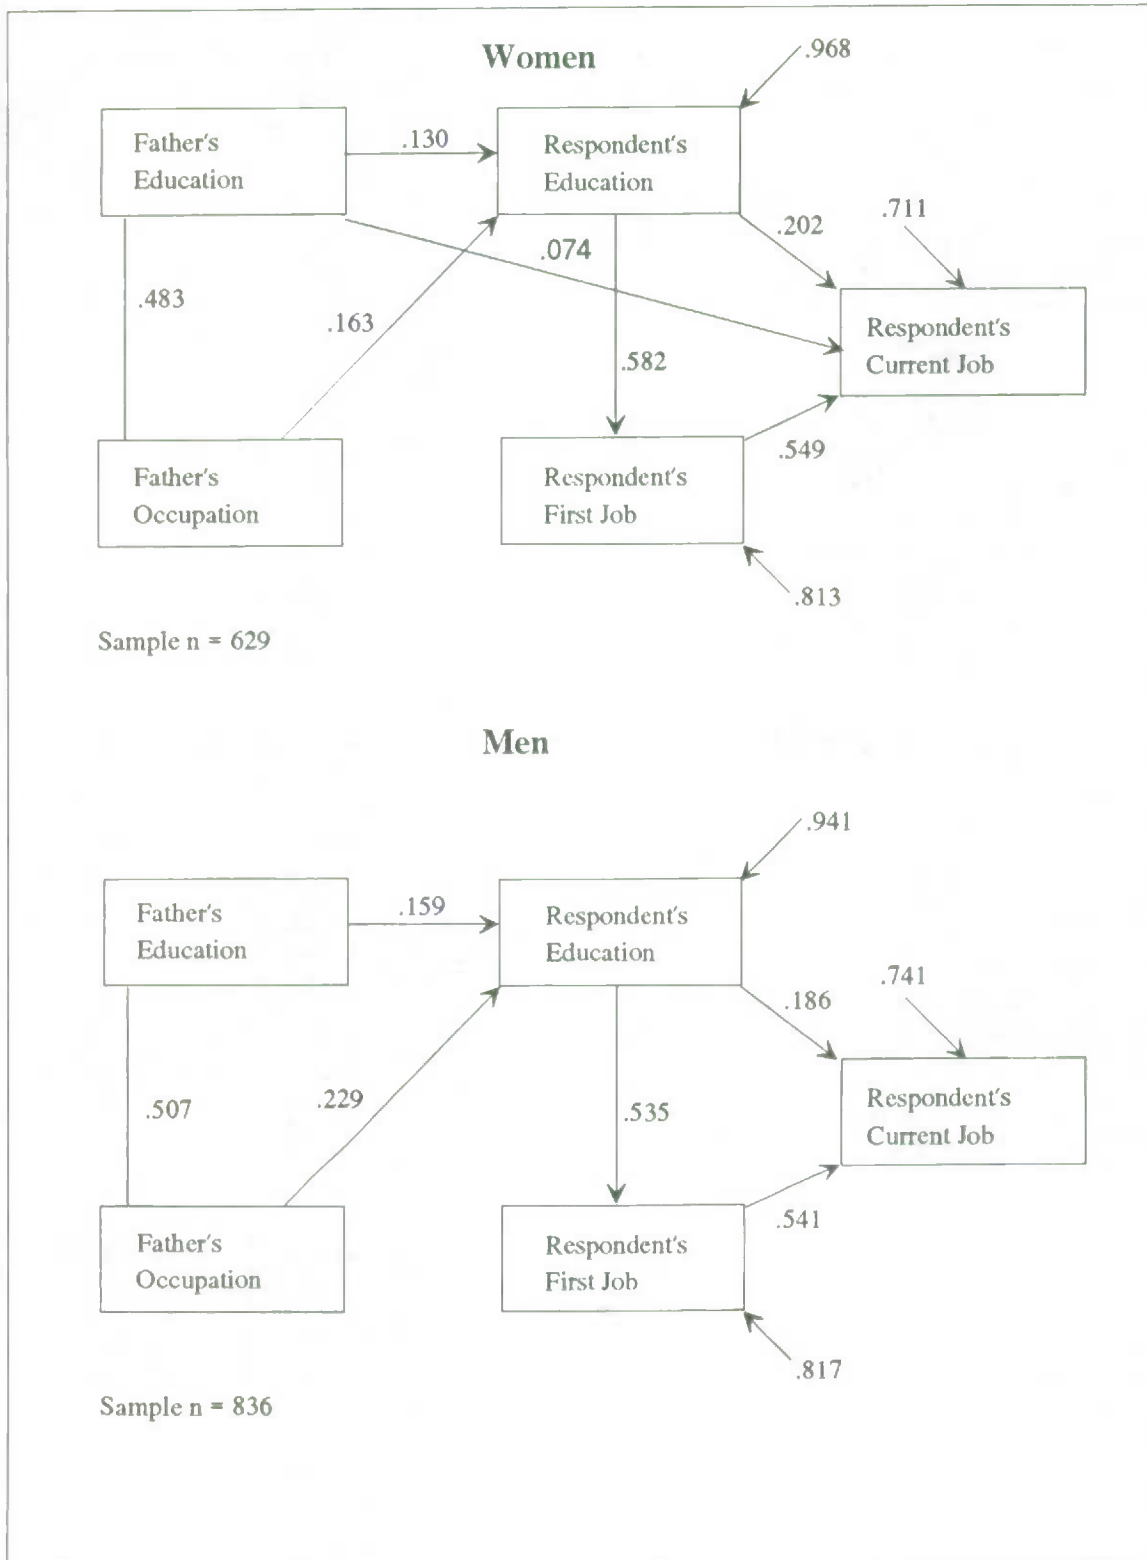 Women
.968
Father's
Education
.130
Respondent's
Education
.202
.711
.074
.483
.163
.582
Respondent's
Current Job
.549
Father's
Occupation
Respondent's
First Job
.813
Sample n = 629
Men
.941
Father's
Education
.159
Respondent's
Education
.186
.741
.507
.229
.535
Respondent's
Current Job
.541
Father's
Occupation
Respondent's
First Job
.817
Sample n = 836